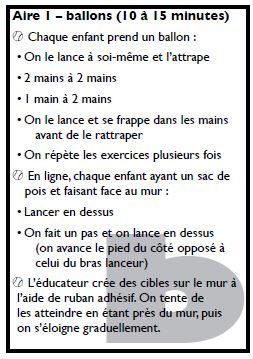 Aire 1 – ballons (10 à 15 minutes)
Chaque enfant prend un ballon :
• On le lance à soi-même et l'attrape
• 2 mains à 2 mains
• 1 main à 2 mains
• On le lance et se frappe dans les mains
avant de le rattraper
• On répète les exercices plusieurs fois
En ligne, chaque enfant ayant un sac de
pois et faisant face au mur :
• Lancer en dessus
• On fait un pas et on lance en dessus
(on avance le pied du côté opposé à
celui du bras lanceur)
L'éducateur crée des cibles sur le mur à
l'aide de ruban adhésif. On tente de
les atteindre en étant près du mur, puis
on s'éloigne graduellement.
b